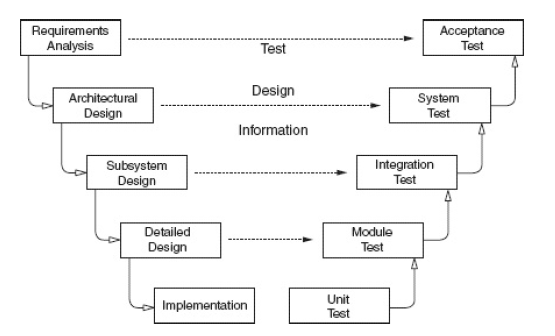 Requirements
Analysis
Test
Acceptance
Test
Architectural
Design
Design
System
Test
Information
Subsystem
Design
Integration
Test
Detailed
Design
Module
Test
Implementation
Unit
Test